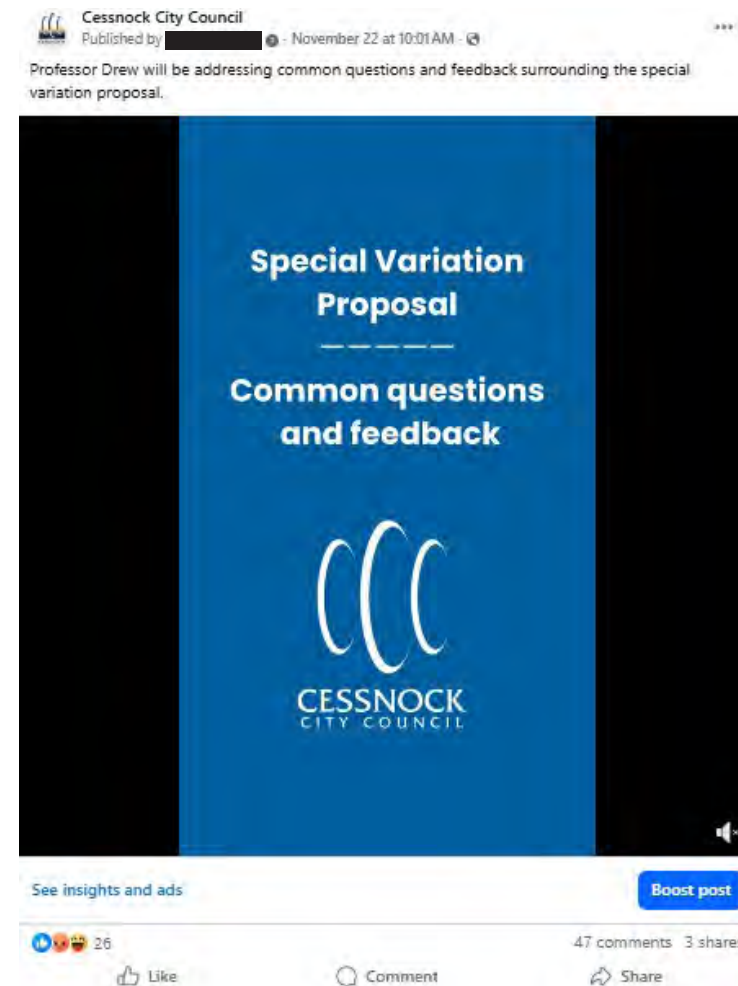 Cessnock City Council
Published by · November 22 at 10:01 AM ·
Professor Drew will be addressing common questions and feedback surrounding the special
variation proposal.
Special Variation
Proposal
Common questions
and feedback
CESSNOCK
CITY COUNCIL
See insights and ads
Boost post
26
47 comments 3 share
Like
Comment
Share